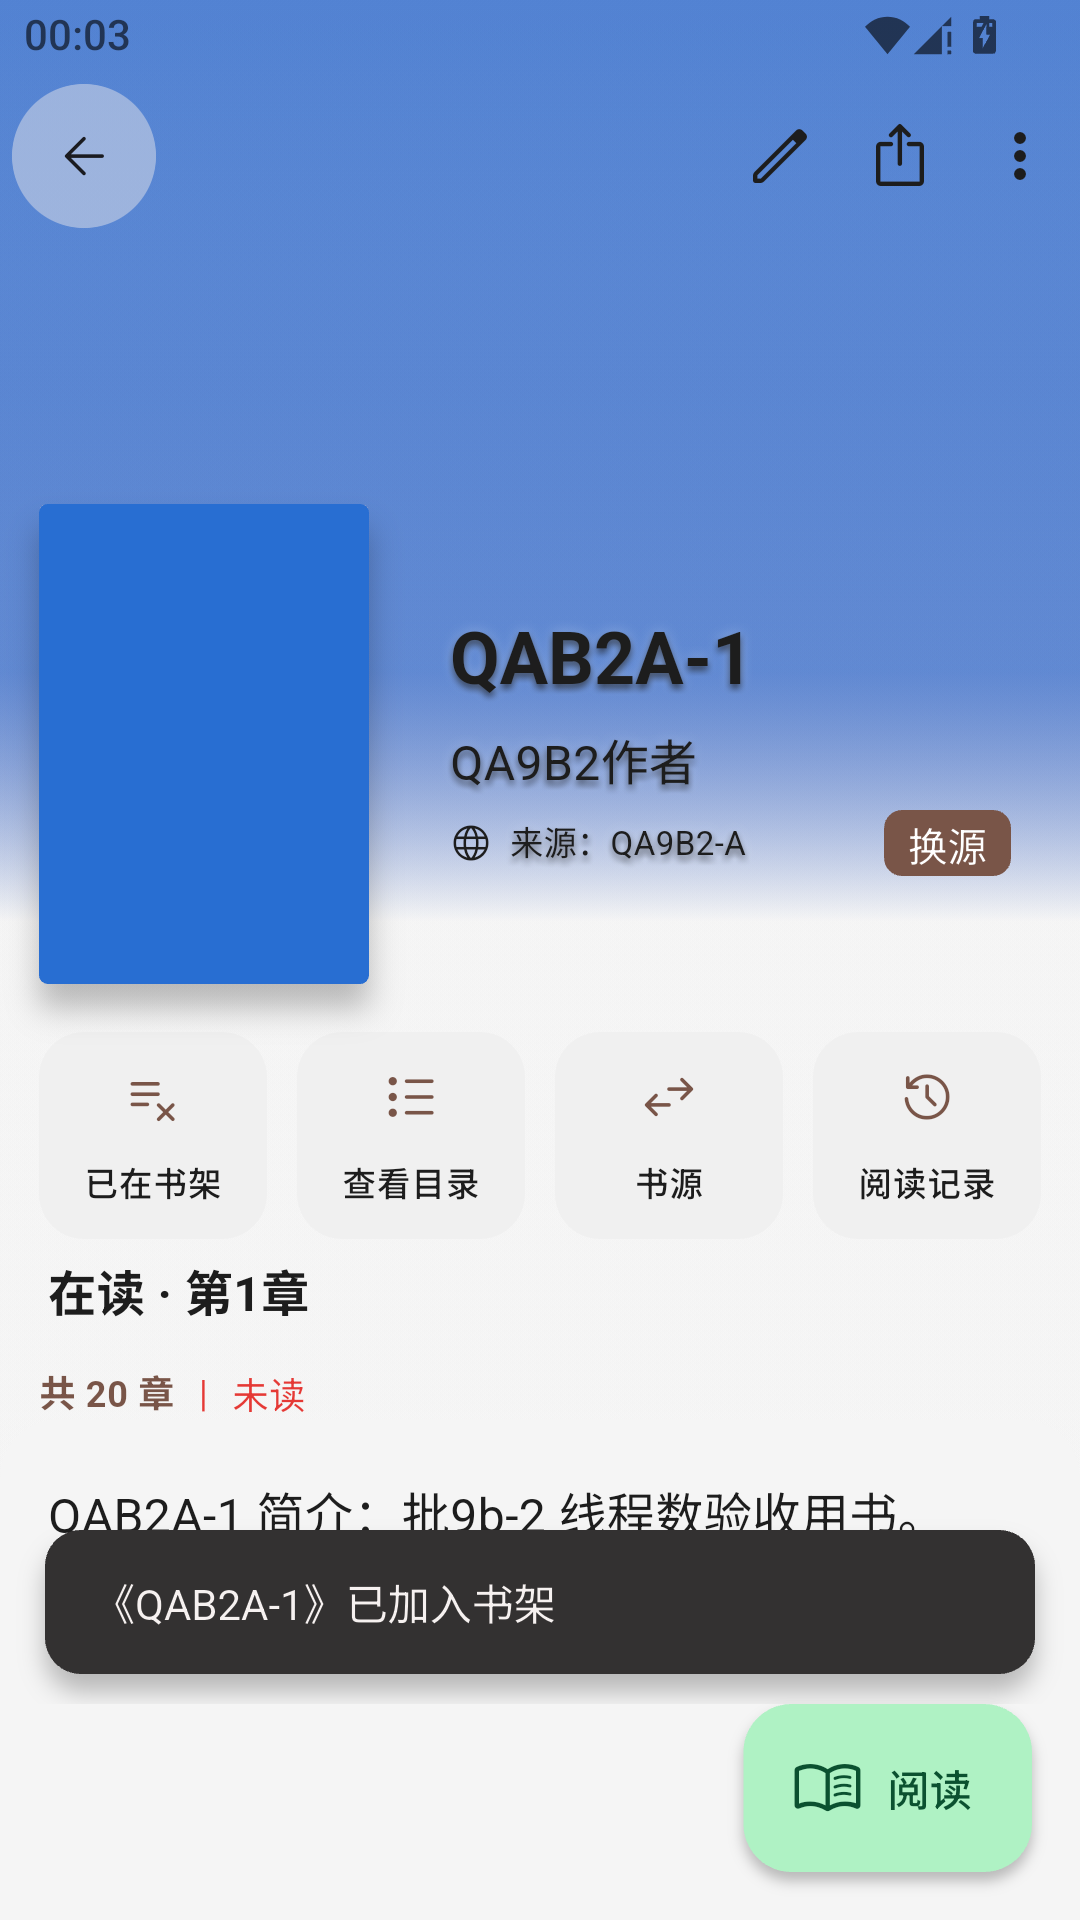 00:03
QAB2A-1
QA9B2作者
来源：QA9B2-A
换源
已在书架
查看目录
书源
阅读记录
在读 · 第1章
共 20 章 | 未读
QAB2A-1 简介：批9b-2 线程数验收用书。
《QAB2A-1》已加入书架
阅读